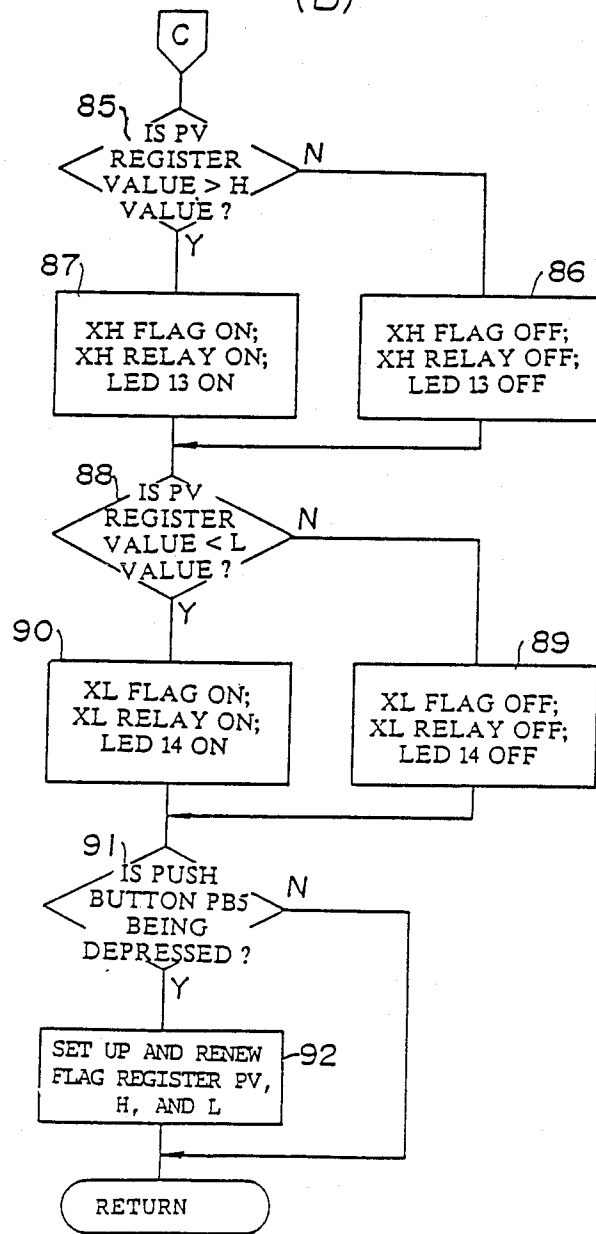 (B)
C
85
IS PV
REGISTER
VALUE > H
VALUE ?
N
Y
87
XH FLAG ON;
XH RELAY ON;
LED 13 ON
86
XH FLAG OFF;
XH RELAY OFF;
LED 13 OFF
88
IS PV
REGISTER
VALUE < L
VALUE ?
N
Y
90
XL FLAG ON;
XL RELAY ON;
LED 14 ON
89
XL FLAG OFF;
XL RELAY OFF;
LED 14 OFF
91
IS PUSH
BUTTON PB5
BEING
DEPRESSED ?
N
Y
92
SET UP AND RENEW
FLAG REGISTER PV,
H, AND L
RETURN